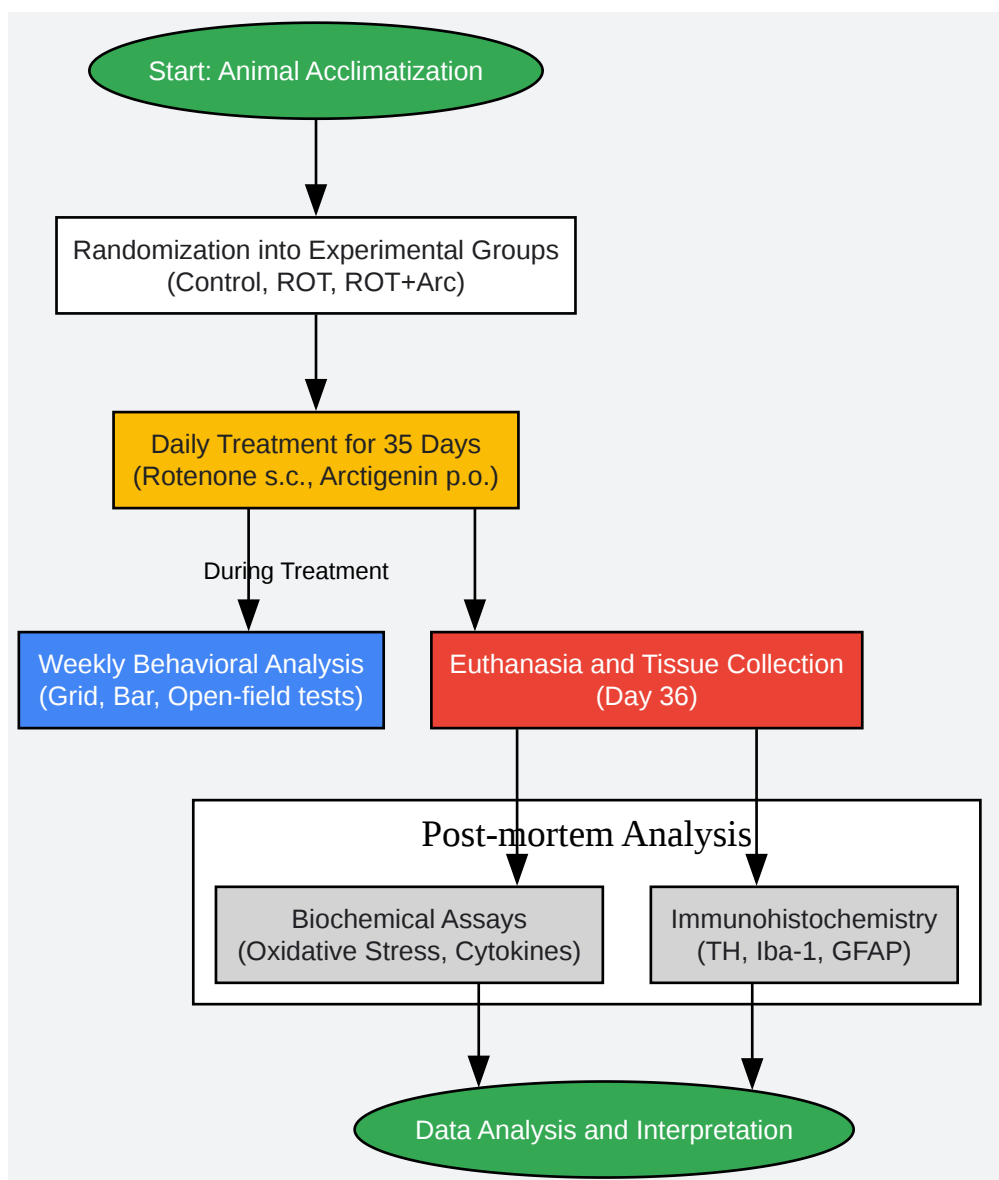 Start: Animal Acclimatization
Randomization into Experimental Groups
(Control, ROT, ROT+Arc)
Daily Treatment for 35 Days
(Rotenone s.c., Arctigenin p.o.)
During Treatment
Weekly Behavioral Analysis
(Grid, Bar, Open-field tests)
Euthanasia and Tissue Collection
(Day 36)
Post-mortem Analysis
Biochemical Assays
(Oxidative Stress, Cytokines)
Immunohistochemistry
(TH, Iba-1, GFAP)
Data Analysis and Interpretation